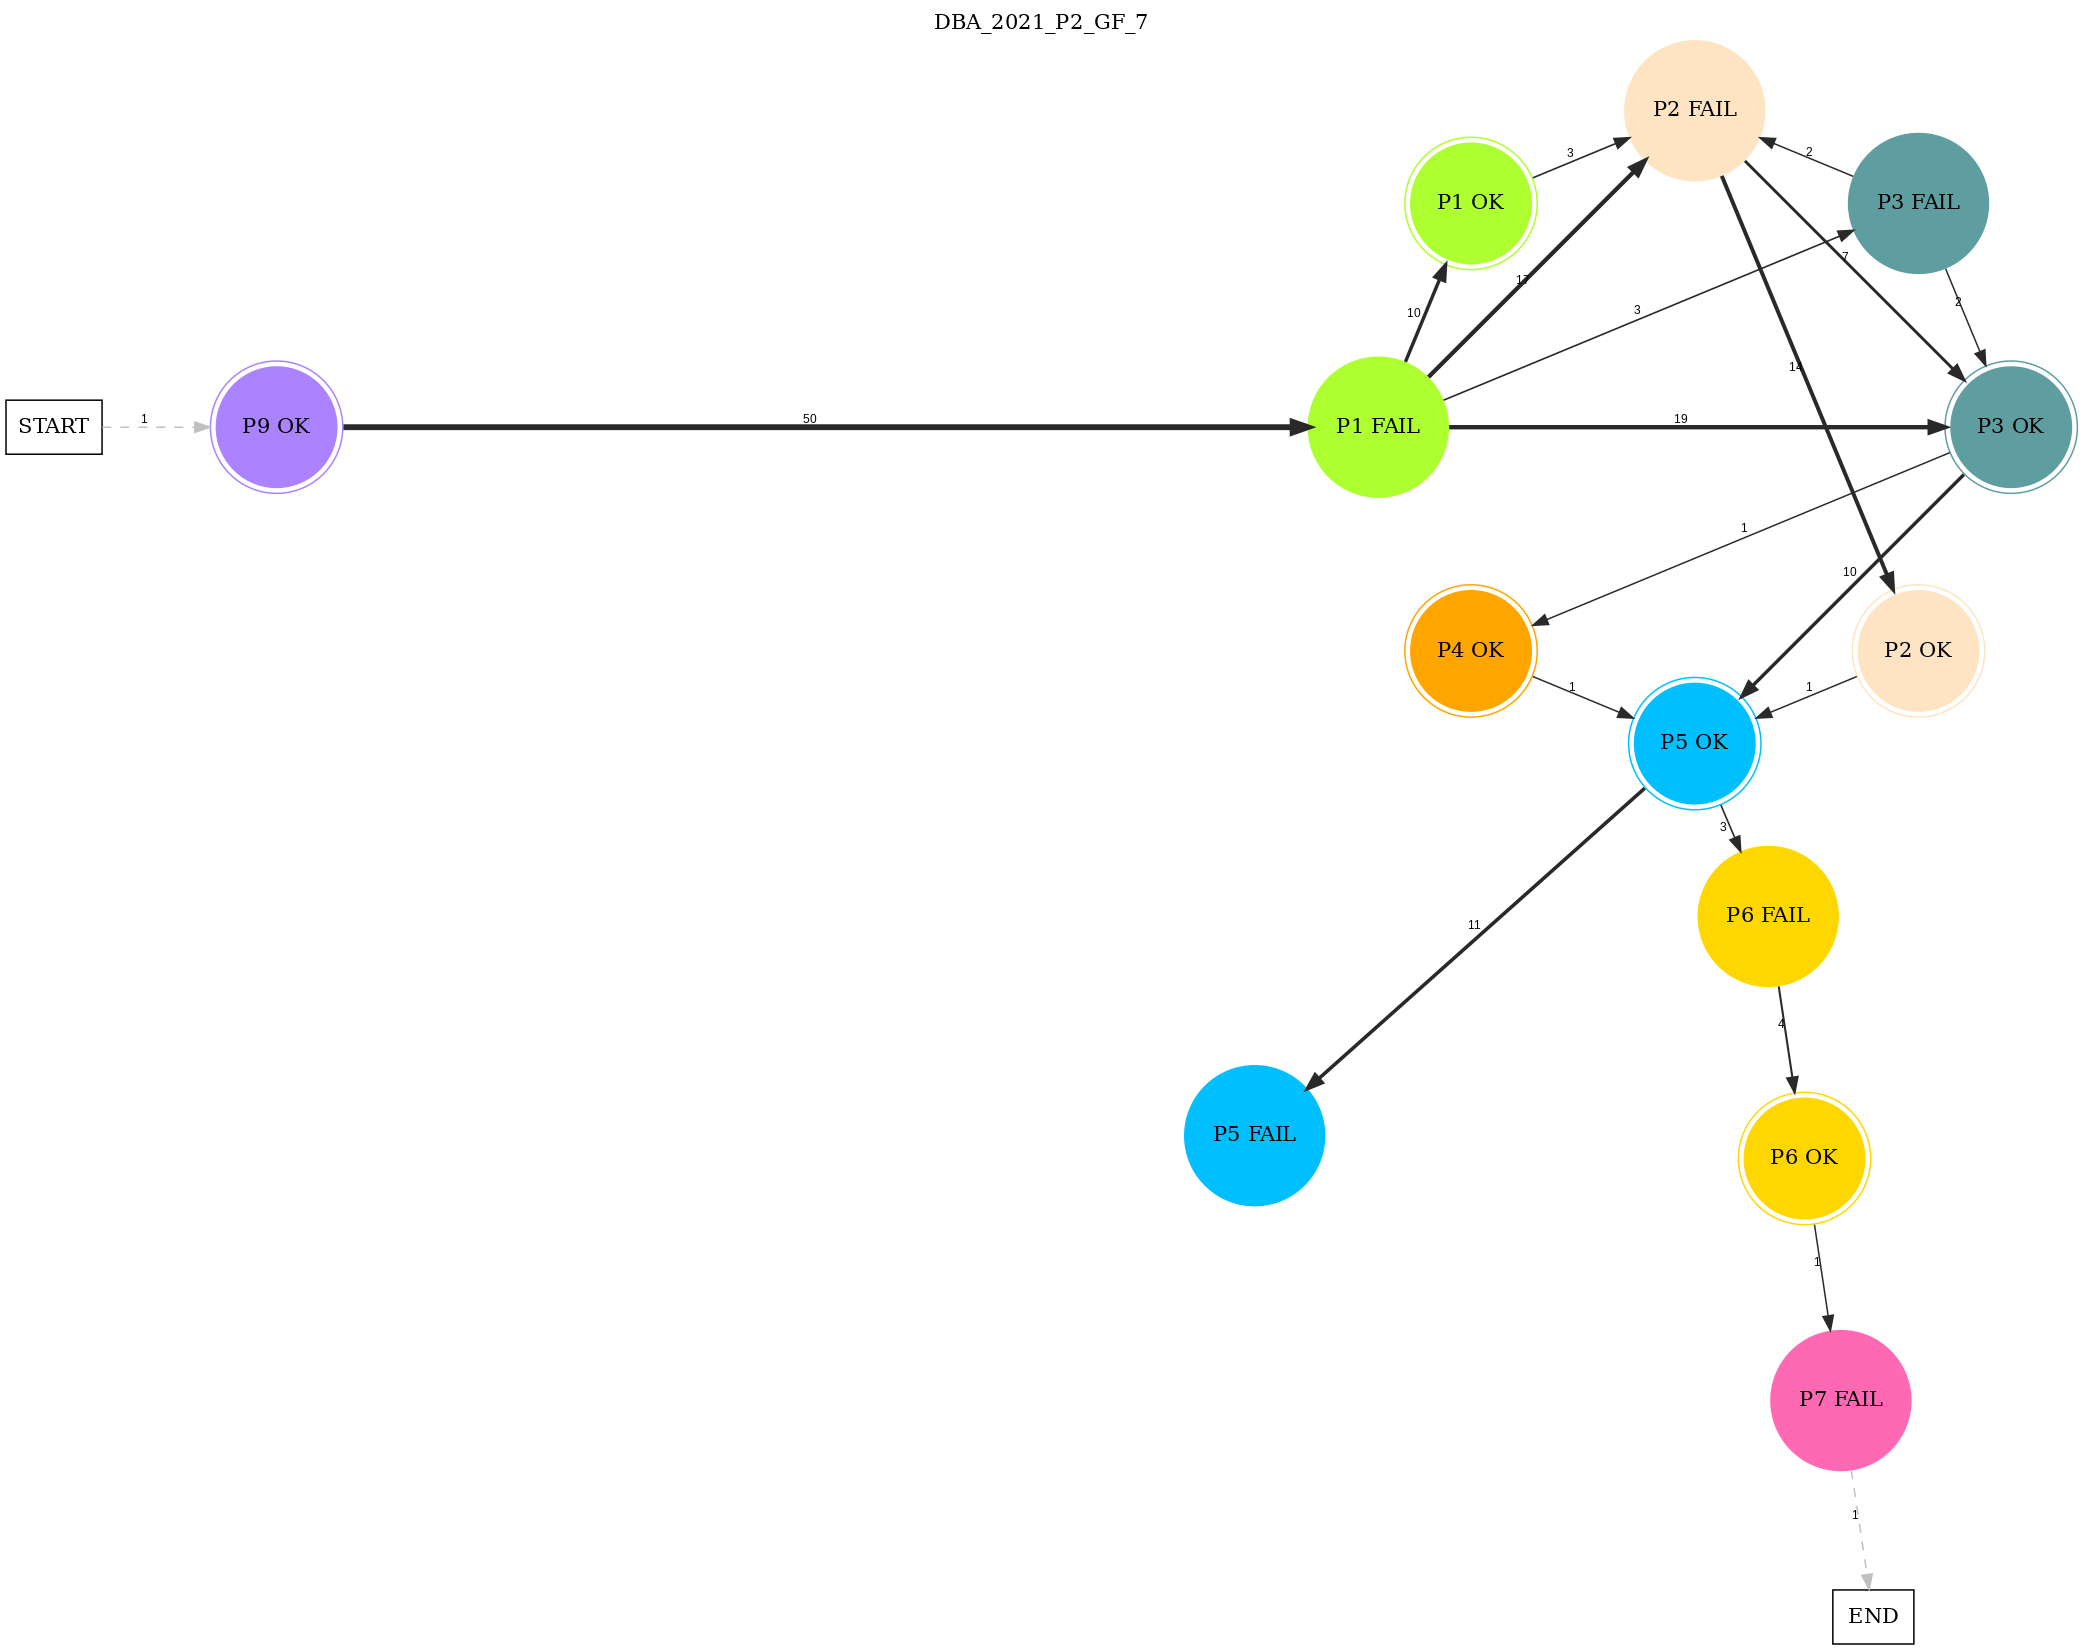 DBA_2021_P2_GF_7
P2 FAIL
3
2
P1 OK
P3 FAIL
7
17
2
3
10
14
START
1
P9 OK
50
P1 FAIL
19
P3 OK
1
10
P4 OK
P2 OK
1
1
P5 OK
3
P6 FAIL
11
4
P5 FAIL
P6 OK
1
P7 FAIL
1
END